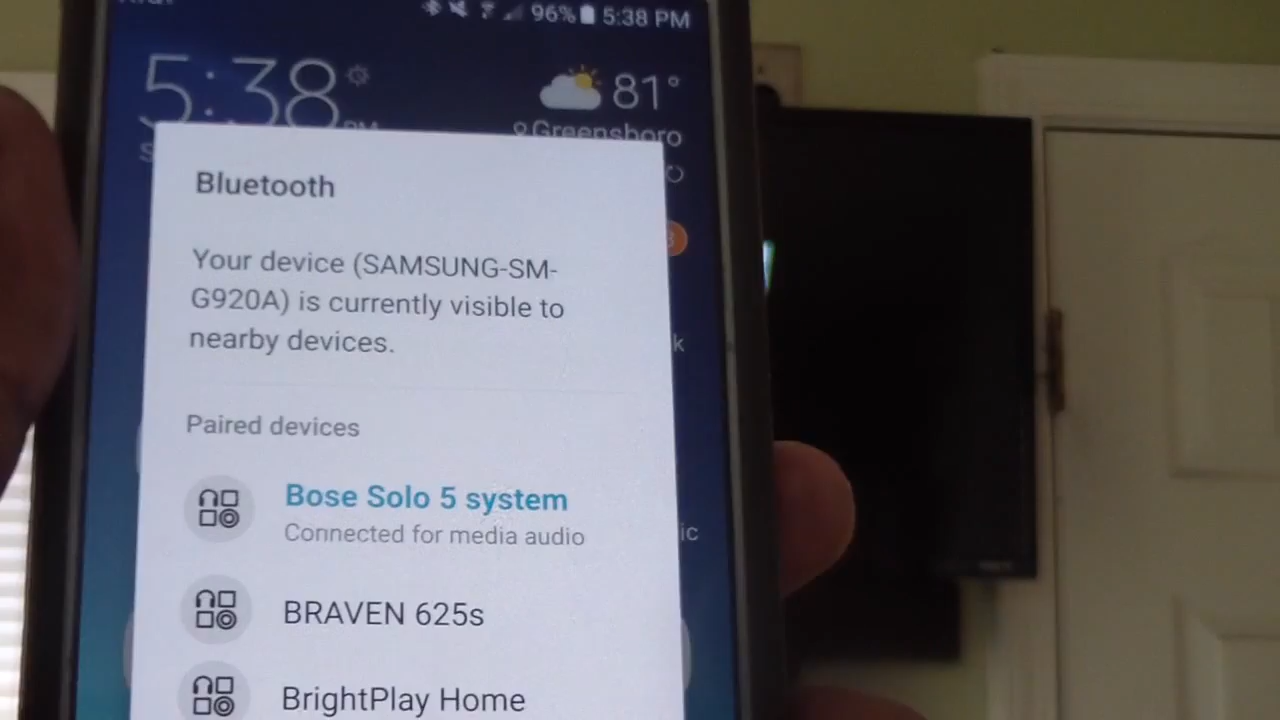 96% 5:38 PM
5:38
81°
Greensboro
Bluetooth
Your device (SAMSUNG-SM-
G920A) is currently visible to
nearby devices.
k
Paired devices
Bose Solo 5 system
Connected for media audio
ic
BRAVEN 625s
BrightPlay Home